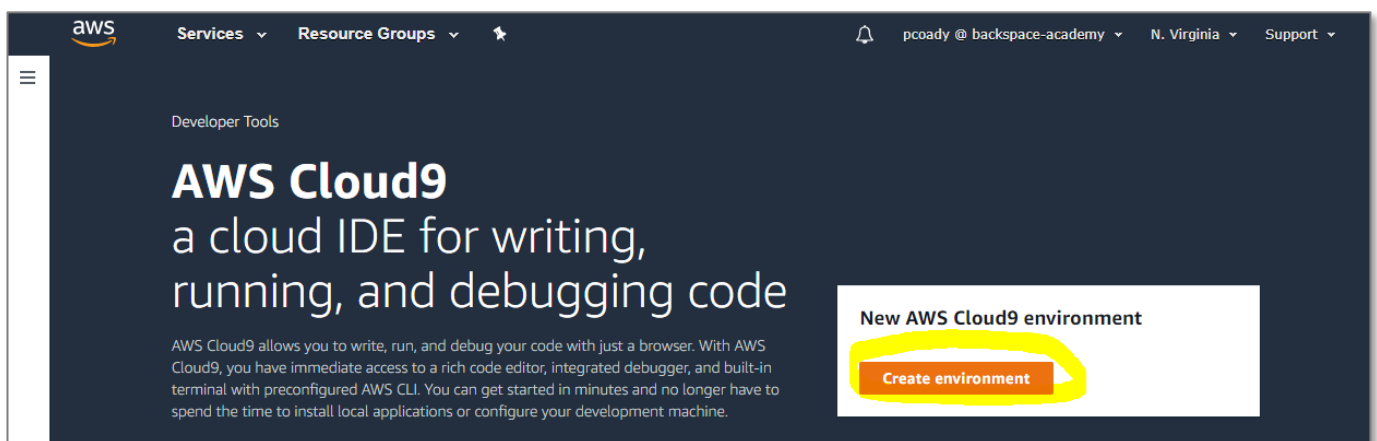 aws Services Resource Groups pcoady @ backspace-academy N. Virginia Support
Developer Tools
AWS Cloud9
a cloud IDE for writing,
running, and debugging code
AWS Cloud9 allows you to write, run, and debug your code with just a browser. With AWS
Cloud9, you have immediate access to a rich code editor, integrated debugger, and built-in
terminal with preconfigured AWS CLI. You can get started in minutes and no longer have to
spend the time to install local applications or configure your development machine.
New AWS Cloud9 environment
Create environment